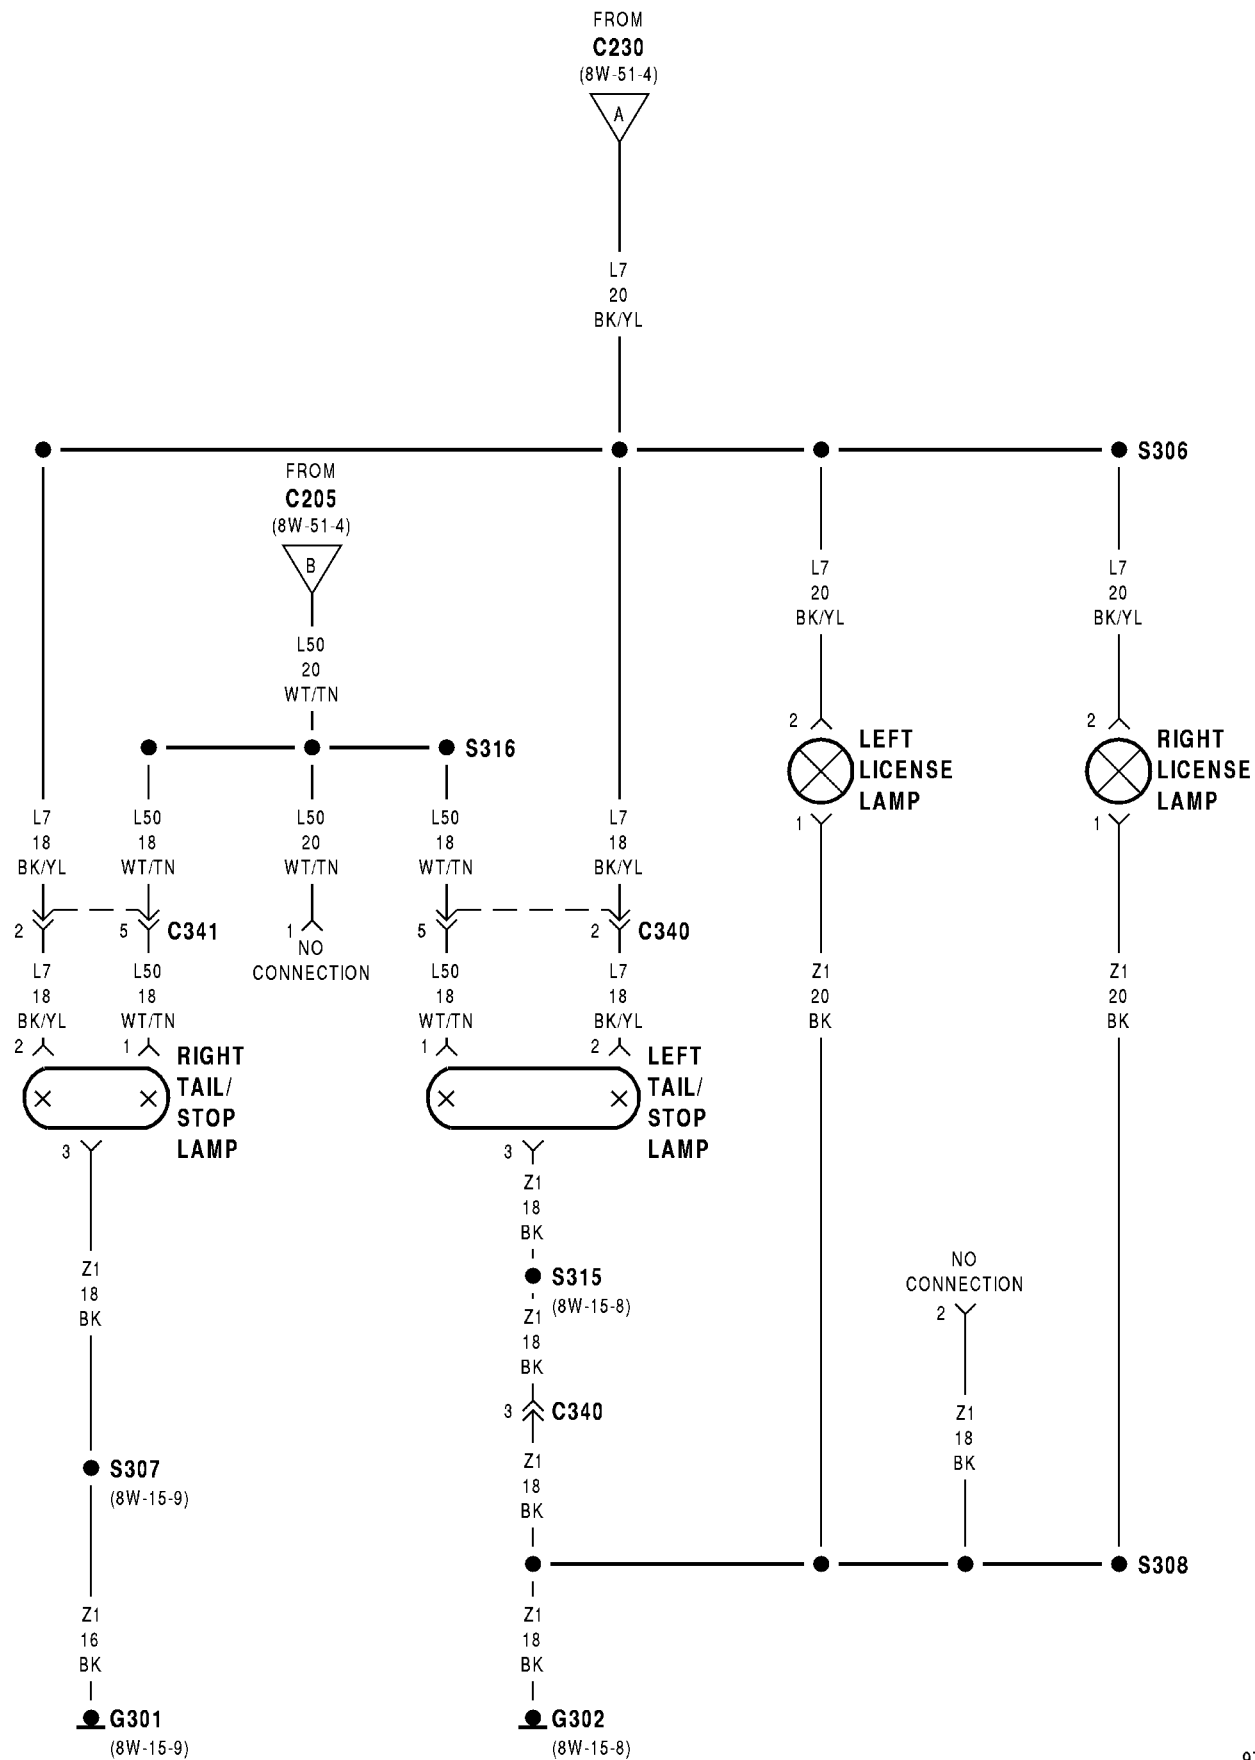 FROM
C230
(8W-51-4)
A
L7
20
BK/YL
S306
FROM
C205
(8W-51-4)
B
L50
20
WT/TN
S316
L7
20
BK/YL
L7
20
BK/YL
2
LEFT
LICENSE
LAMP
1
2
RIGHT
LICENSE
LAMP
1
L7
18
BK/YL
L50
18
WT/TN
L50
20
WT/TN
L50
18
WT/TN
L7
18
BK/YL
2
5
C341
1
NO
CONNECTION
5
2
C340
L7
18
BK/YL
L50
18
WT/TN
L50
18
WT/TN
L7
18
BK/YL
Z1
20
BK
Z1
20
BK
2
1
RIGHT
TAIL/
STOP
LAMP
1
2
LEFT
TAIL/
STOP
LAMP
3
3
Z1
18
BK
Z1
18
BK
S315
(8W-15-8)
Z1
18
BK
3
C340
NO
CONNECTION
2
Z1
18
BK
S307
(8W-15-9)
Z1
18
BK
S308
Z1
16
BK
Z1
18
BK
G301
(8W-15-9)
G302
(8W-15-8)